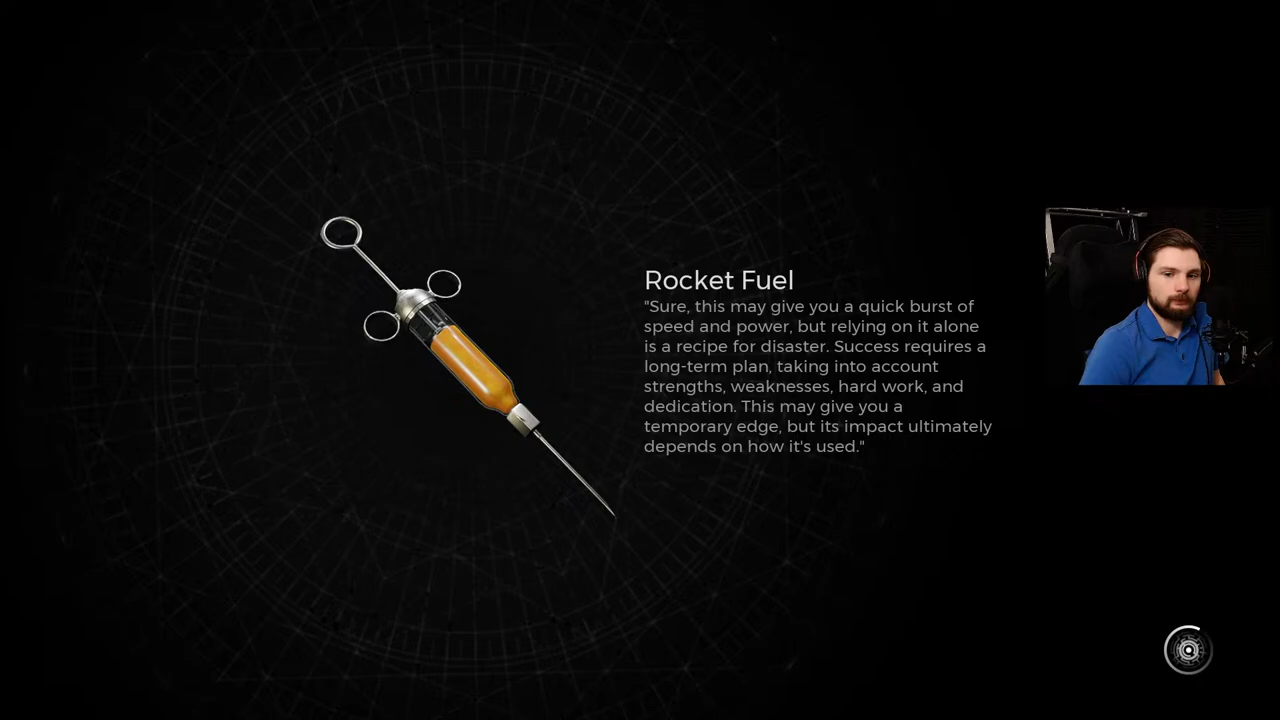 Rocket Fuel
"Sure, this may give you a quick burst of
speed and power, but relying on it alone
is a recipe for disaster. Success requires a
long-term plan, taking into account
strengths, weaknesses, hard work, and
dedication. This may give you a
temporary edge, but its impact ultimately
depends on how it's used."